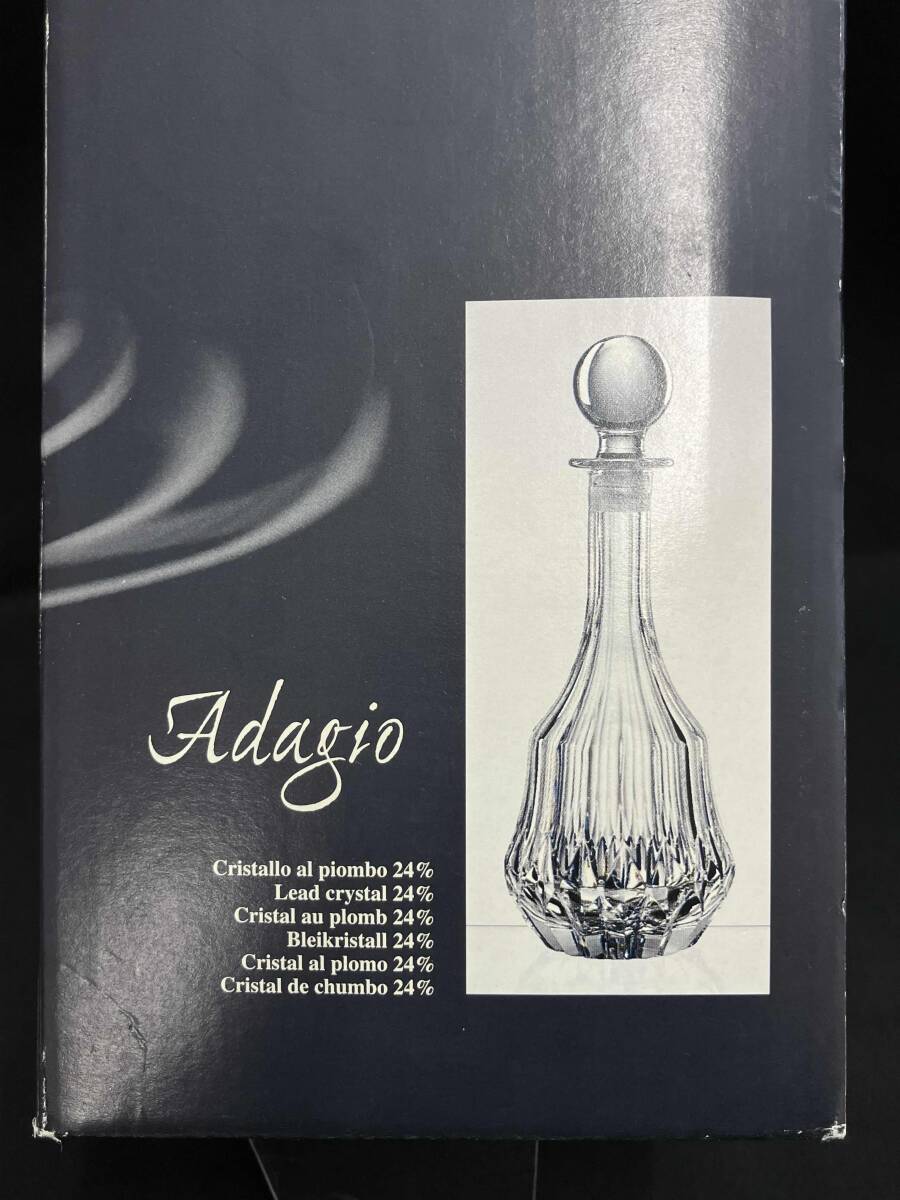 Adagio
Cristallo al piombo 24%
Lead crystal 24%
Cristal au plomb 24%
Bleikristall 24%
Cristal al plomo 24%
Cristal de chumbo 24%